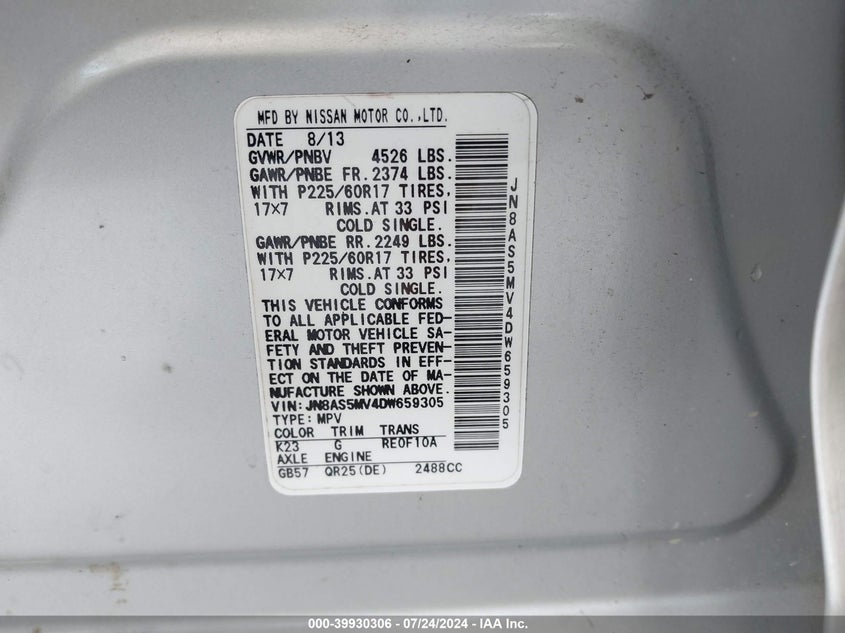 MFD BY NISSAN MOTOR CO.,LTD.
DATE 8/13
GVWR/PNBV 4526 LBS.
GAWR/PNBE FR.2374 LBS.
WITH P225/60R17 TIRES,
17×7 RIMS.AT 33 PSI
COLD SINGLE.
GAWR/PNBE RR.2249 LBS.
WITH P225/60R17 TIRES,
17×7 RIMS.AT 33 PSI
COLD SINGLE.
THIS VEHICLE CONFORMS
TO ALL APPLICABLE FED-
ERAL MOTOR VEHICLE SA-
FETY AND THEFT PREVEN-
TION STANDARDS IN EFF-
ECT ON THE DATE OF MA-
NUFACTURE SHOWN ABOVE.
VIN:JN8AS5MV4DW659305
TYPE:MPV
COLOR TRIM TRANS
K23 G RE0F10A
AXLE ENGINE
GB57 QR25(DE) 2488CC
JN8AS5MV4DW659305
000-39930306 - 07/24/2024 - IAAI Inc.